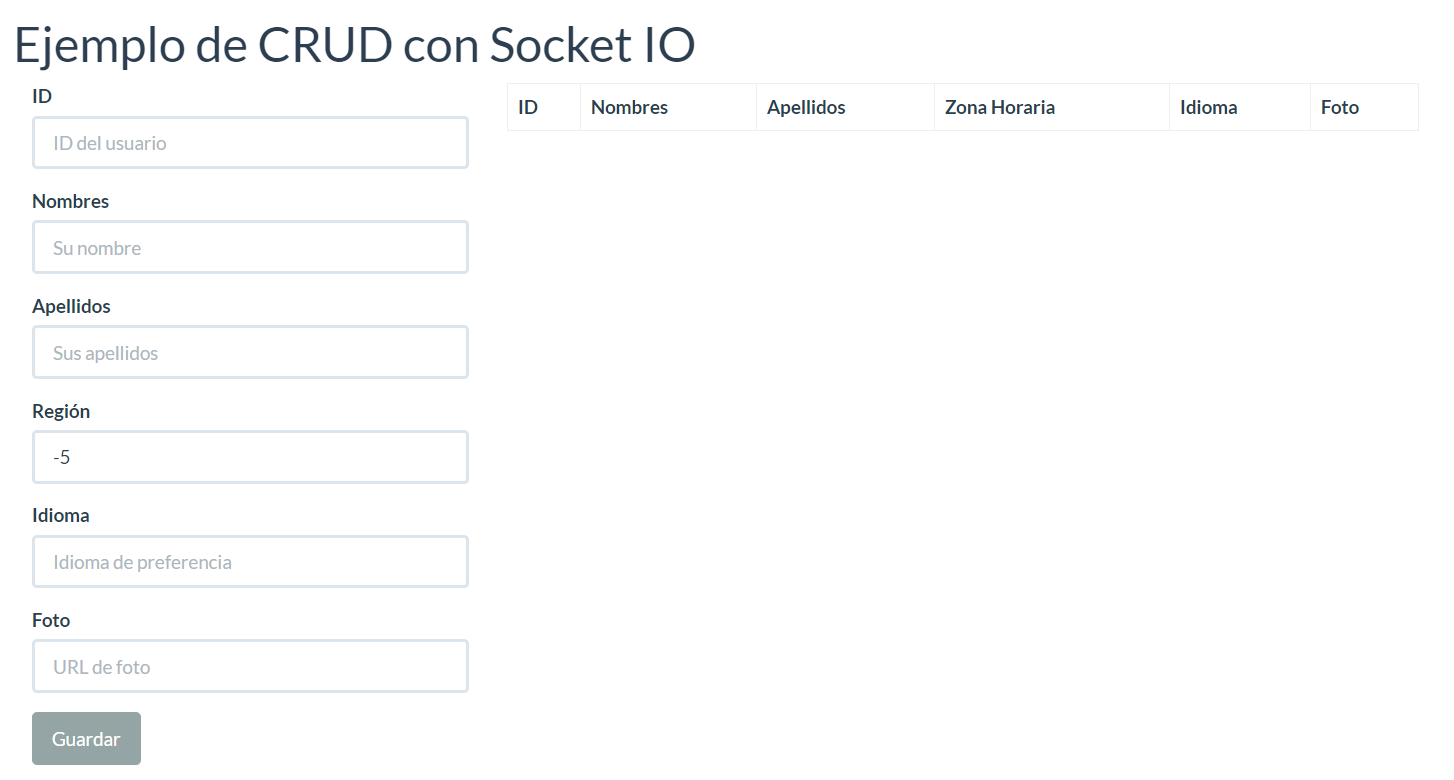 Ejemplo de CRUD con Socket IO
ID
ID del usuario
Nombres
Su nombre
Apellidos
Sus apellidos
Región
-5
Idioma
Idioma de preferencia
Foto
URL de foto
Guardar
ID Nombres Apellidos Zona Horaria Idioma Foto